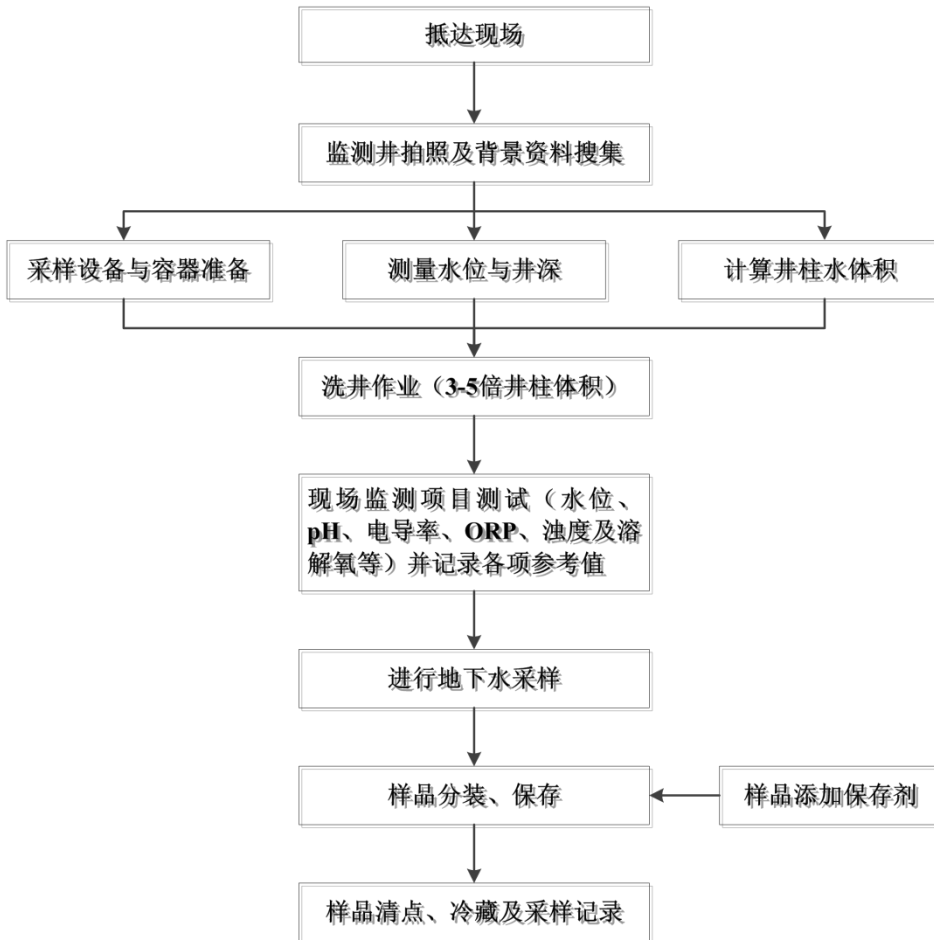 抵达现场
监测井拍照及背景资料搜集
采样设备与容器准备
测量水位与井深
计算井柱水体积
洗井作业（3-5倍井柱体积）
现场监测项目测试（水位、
pH、电导率、ORP、浊度及溶
解氧等）并记录各项参考值
进行地下水采样
样品分装、保存
样品添加保存剂
样品清点、冷藏及采样记录